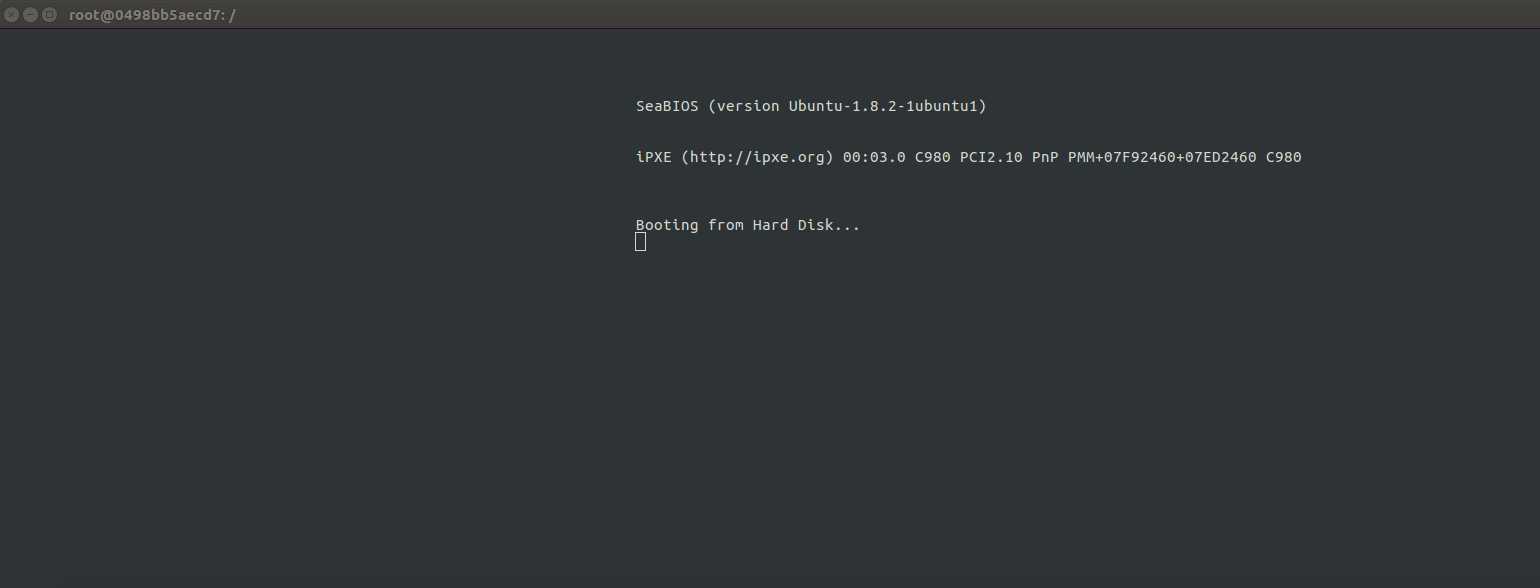 root@0498bb5aecd7: /
SeaBIOS (version Ubuntu-1.8.2-1ubuntu1)
iPXE (http://ipxe.org) 00:03.0 C980 PCI2.10 PnP PMM+07F92460+07ED2460 C980
Booting from Hard Disk...